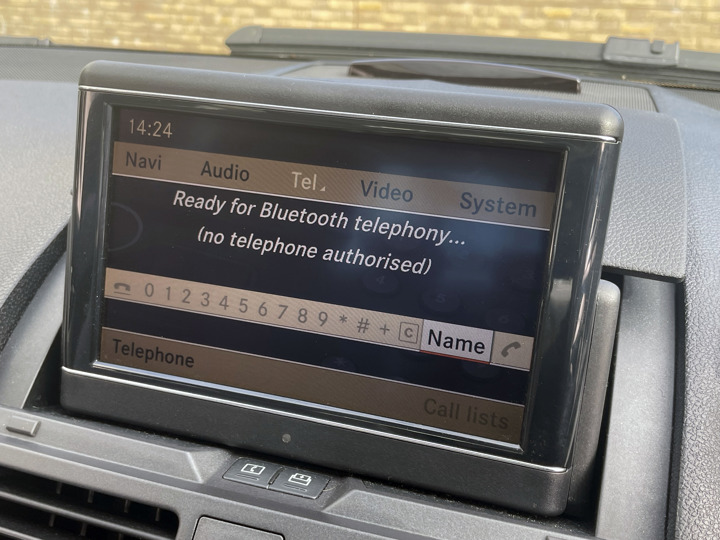 14:24
Navi Audio Tel Video System
Ready for Bluetooth telephony...
(no telephone authorised)
0 1 2 3 4 5 6 7 8 9 * # + C Name
Telephone
Call lists